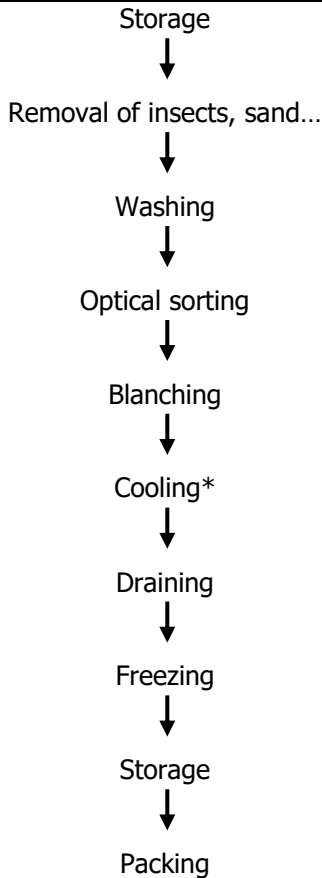 Storage
Removal of insects, sand…
Washing
Optical sorting
Blanching
Cooling*
Draining
Freezing
Storage
Packing